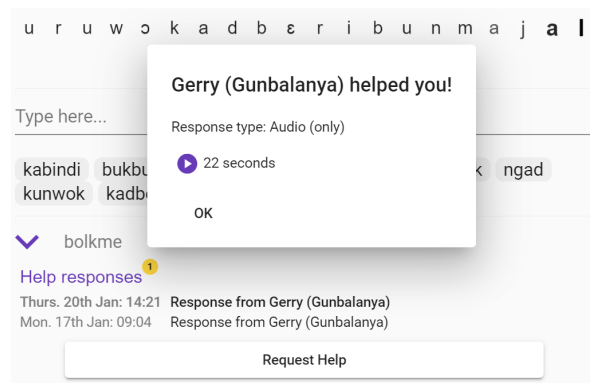 u r u w ɔ k a d b ɛ r i b u n m a j a l
Gerry (Gunbalanya) helped you!
Type here...
Response type: Audio (only)
22 seconds
kabindi ngad
kunwok
OK
bolkme
Help responses 1
Thurs. 20th Jan: 14:21 Response from Gerry (Gunbalanya)
Mon. 17th Jan: 09:04 Response from Gerry (Gunbalanya)
Request Help